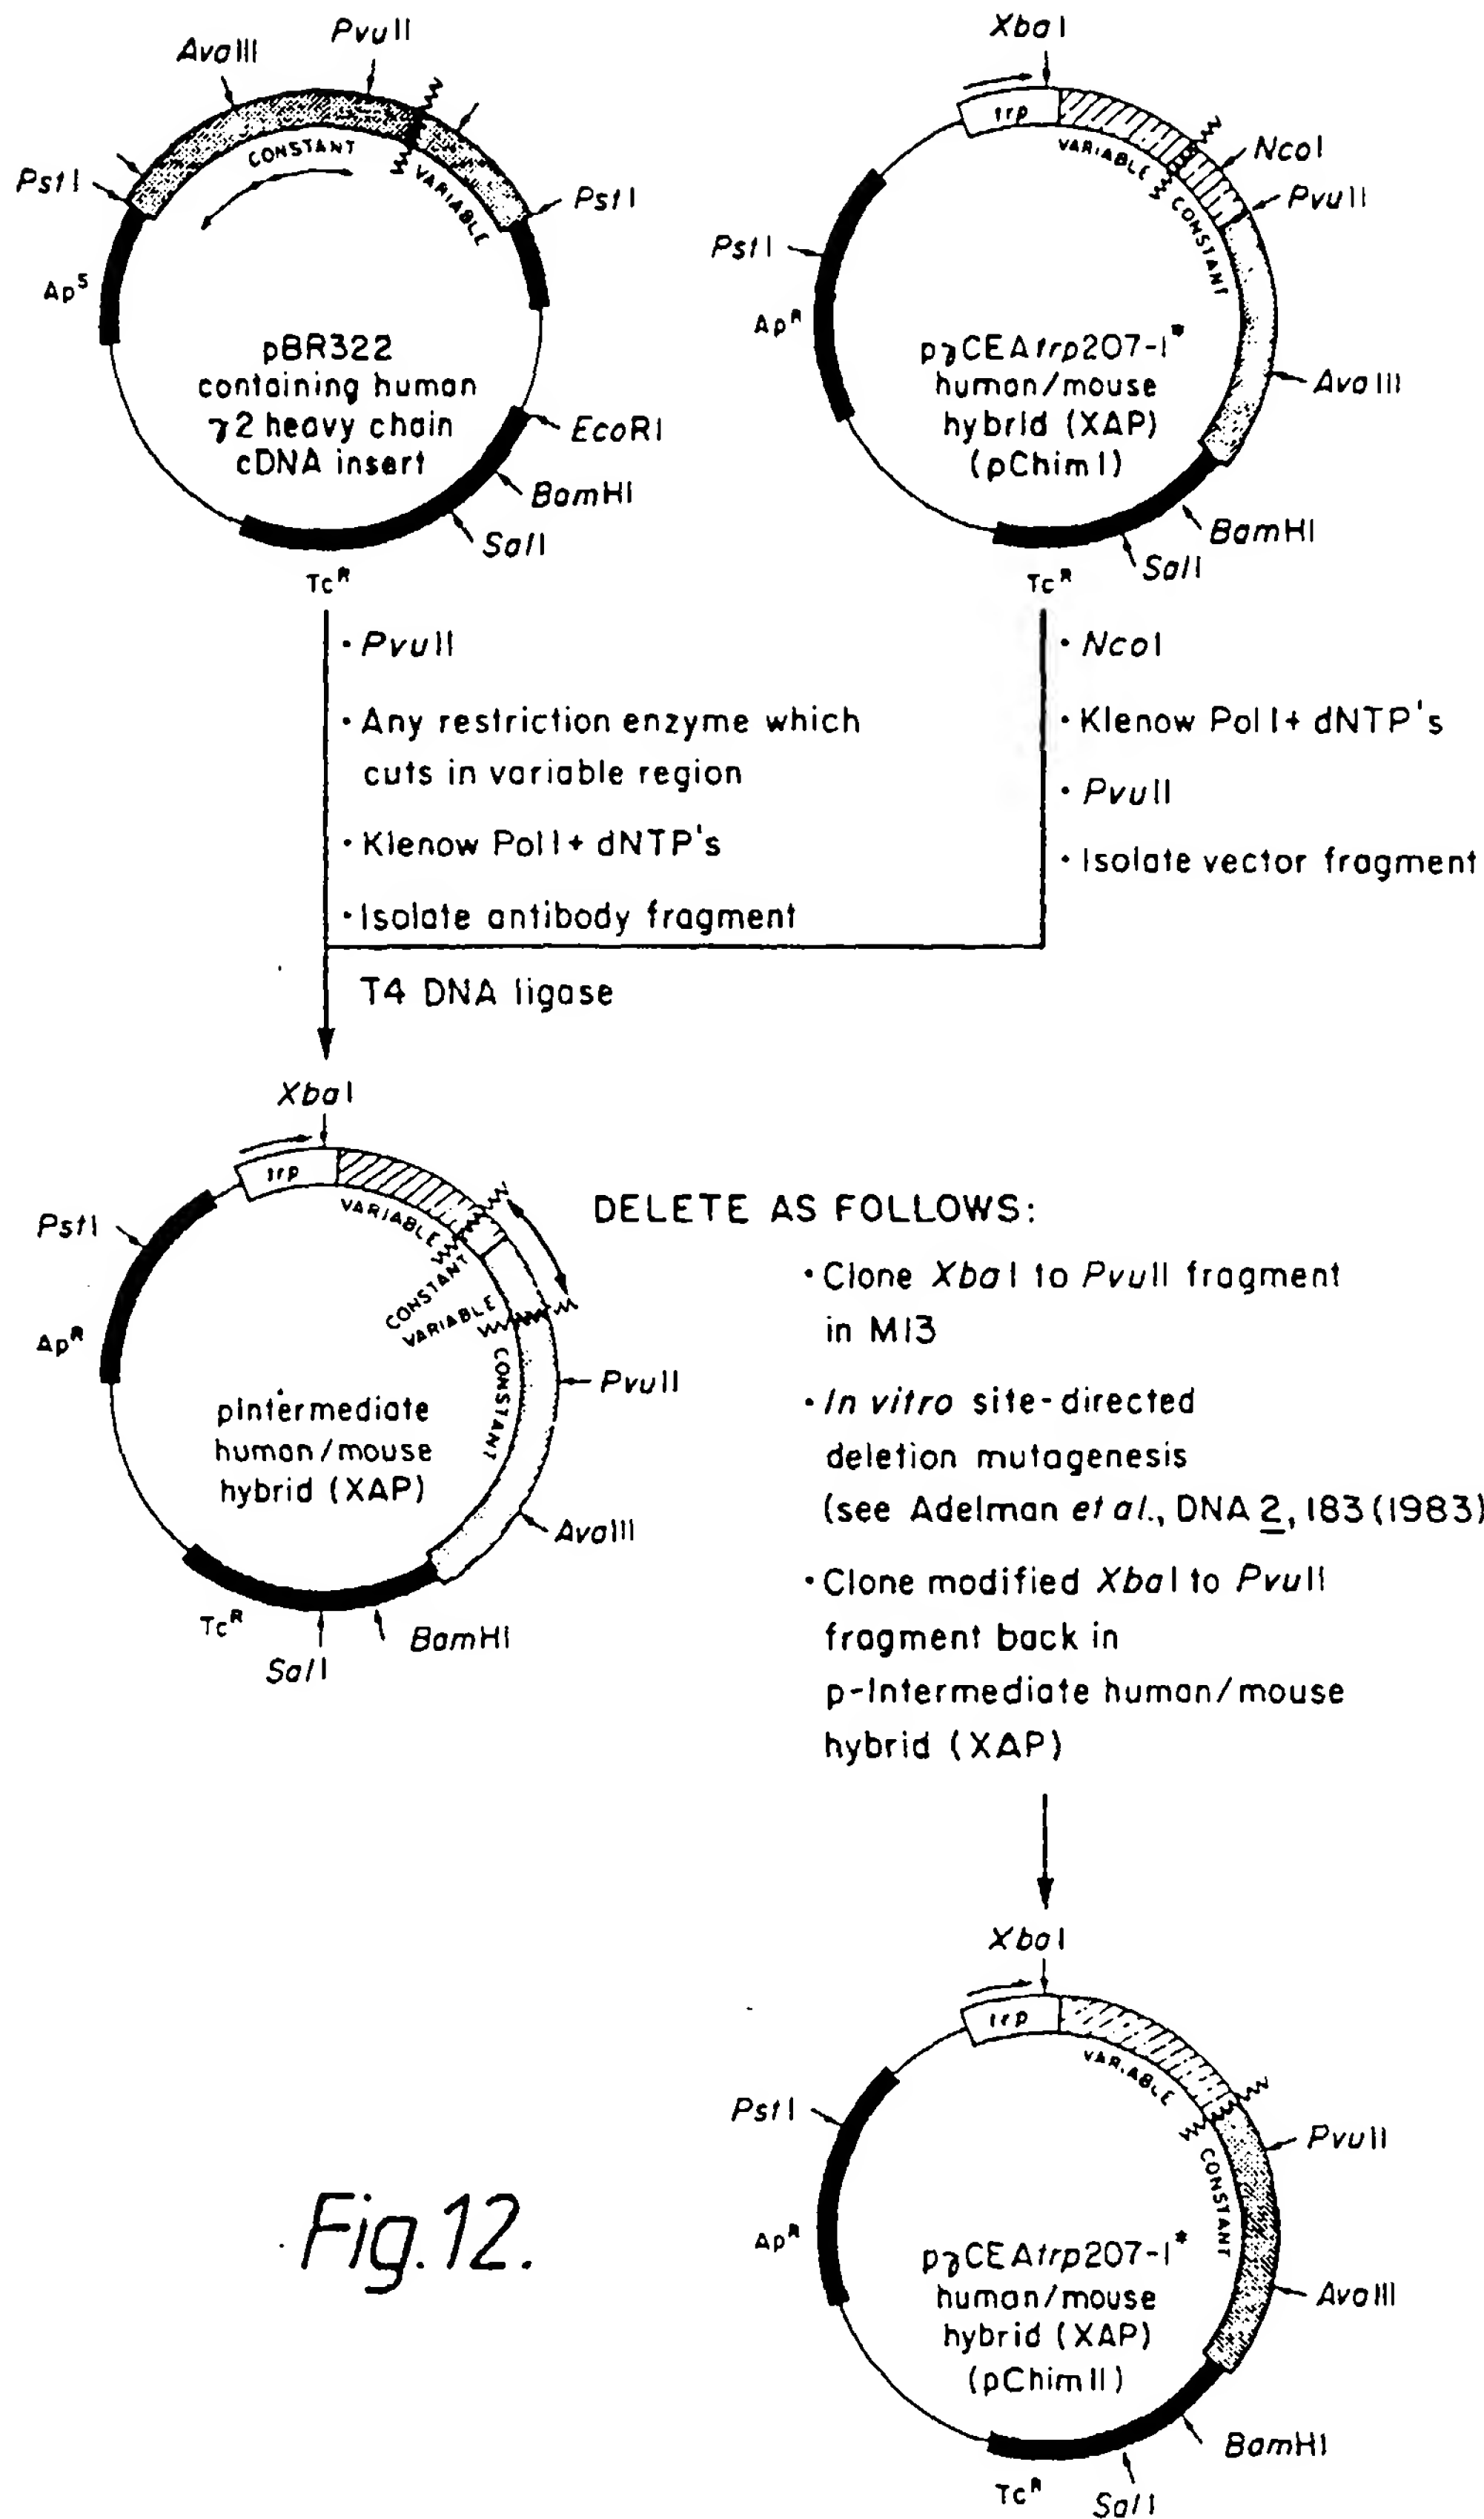 AvaIII
PvuII
PstI
CONSTANT
VARIABLE
PstI
Ap^S
pBR322
containing human
γ2 heavy chain
cDNA insert
EcoRI
BamHI
SalI
Tc^R
XbaI
trp
VARIABLE
CONSTANT
NcoI
PvuII
PstI
Ap^R
pγCEAtrp207-1*
human/mouse
hybrid (XAP)
(pChim I)
AvaIII
BamHI
SalI
Tc^R
· PvuII
· Any restriction enzyme which
cuts in variable region
· Klenow Pol I + dNTP's
· Isolate antibody fragment
· NcoI
· Klenow Pol I + dNTP's
· PvuII
· Isolate vector fragment
T4 DNA ligase
XbaI
trp
VARIABLE
CONSTANT
VARIABLE
CONSTANT
PstI
Ap^R
pIntermediate
human/mouse
hybrid (XAP)
PvuII
AvaIII
BamHI
SalI
Tc^R
DELETE AS FOLLOWS:
· Clone XbaI to PvuII fragment
in M13
· In vitro site-directed
deletion mutagenesis
(see Adelman et al., DNA 2, 183 (1983)
· Clone modified XbaI to PvuII
fragment back in
p-Intermediate human/mouse
hybrid (XAP)
XbaI
trp
VARIABLE
CONSTANT
PstI
PvuII
Ap^R
pγCEAtrp207-1*
human/mouse
hybrid (XAP)
(pChim II)
AvaIII
BamHI
SalI
Tc^R
Fig.12.